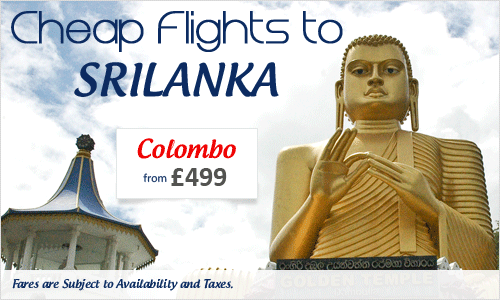 Cheap Flights to
SRILANKA
Colombo
from £499
GOLDEN TEMPLE
Fares are Subject to Availability and Taxes.